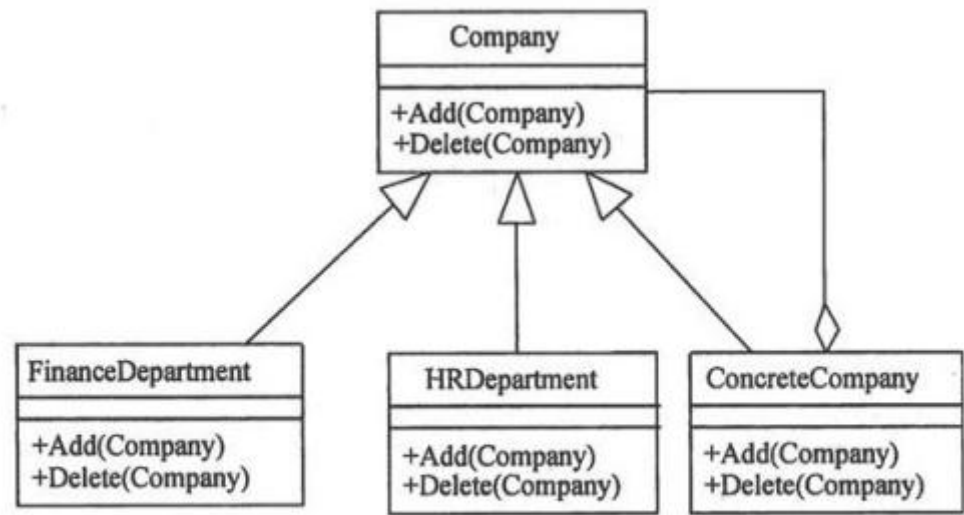 Company
+Add(Company)
+Delete(Company)
FinanceDepartment
+Add(Company)
+Delete(Company)
HRDepartment
+Add(Company)
+Delete(Company)
ConcreteCompany
+Add(Company)
+Delete(Company)